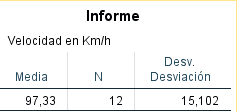 Informe
Velocidad en Km/h
Desv.
Media N Desviación
97,33 12 15,102